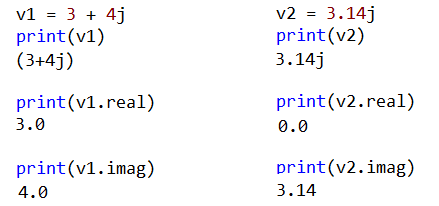 v1 = 3 + 4j
print(v1)
(3+4j)
print(v1.real)
3.0
print(v1.imag)
4.0
v2 = 3.14j
print(v2)
3.14j
print(v2.real)
0.0
print(v2.imag)
3.14